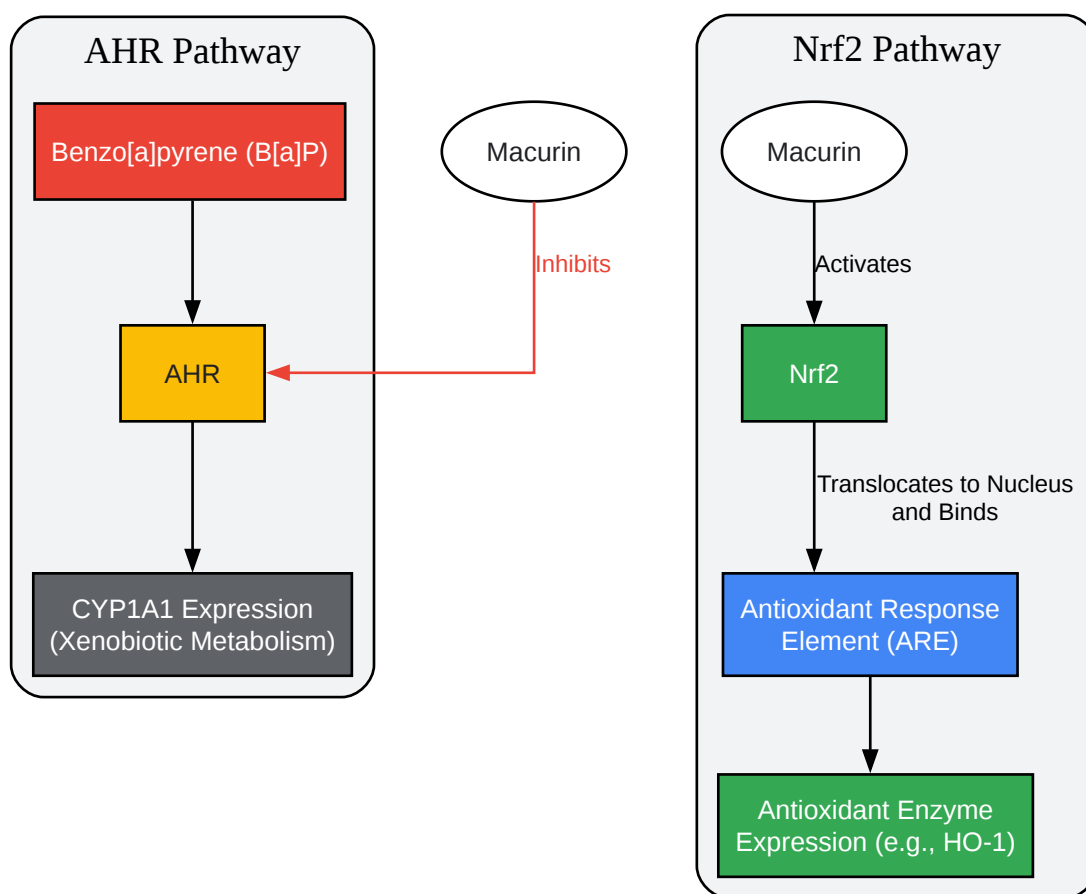 AHR Pathway
Benzo[a]pyrene (B[a]P)
AHR
CYP1A1 Expression
(Xenobiotic Metabolism)
Macurin
Inhibits
Nrf2 Pathway
Macurin
Activates
Nrf2
Translocates to Nucleus
and Binds
Antioxidant Response
Element (ARE)
Antioxidant Enzyme
Expression (e.g., HO-1)